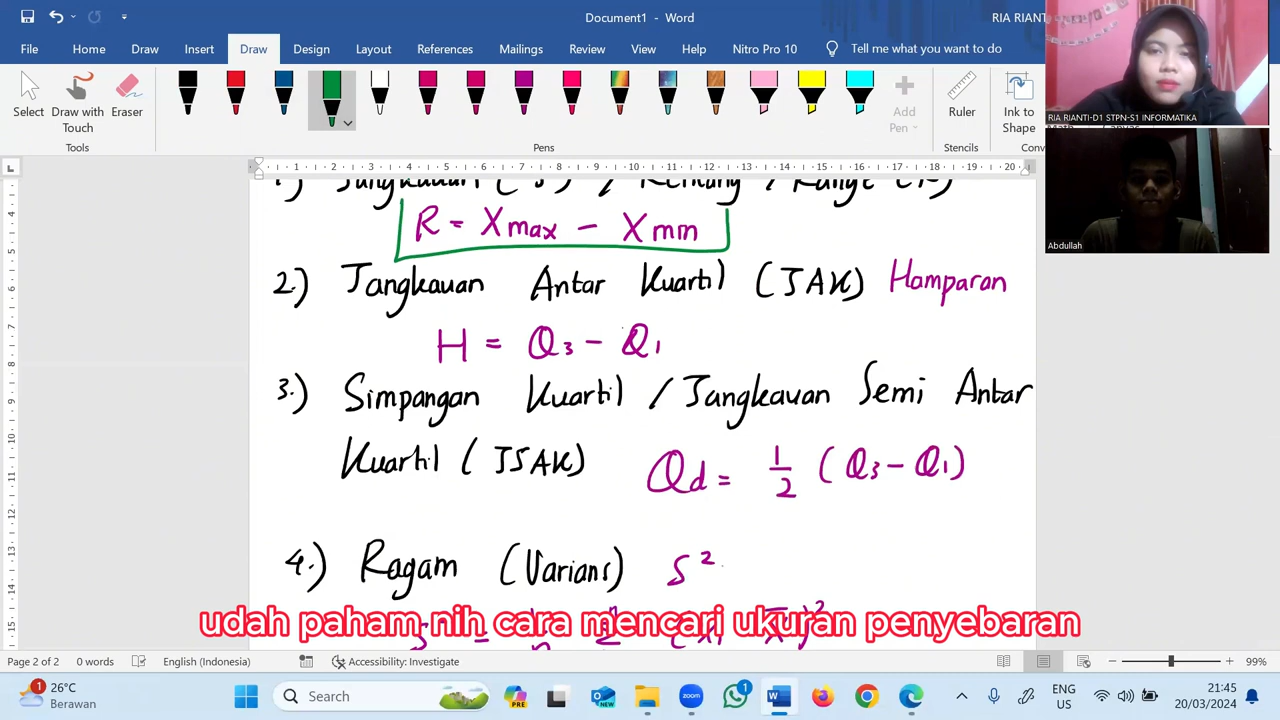 Document1 - Word
RIA RIANTI
File Home Draw Insert Draw Design Layout References Mailings Review View Help Nitro Pro 10 Tell me what you want to do
Select
Draw with Touch
Eraser
Add Pen
Ruler
Ink to Shape
Tools
Pens
Stencils
Conv
RIA RIANTI-D1 STPN-S1 INFORMATIKA
Abdullah
1) Jangkauan (J) / Rentang / Range (R)
R = Xmax - Xmin
2.) Jangkauan Antar Kuartil (JAK) Hamparan
H = Q3 - Q1
3.) Simpangan Kuartil / Jangkauan Semi Antar
Kuartil (JSAK) Qd = 1/2 (Q3 - Q1)
4.) Ragam (Varians) S²
udah paham nih cara mencari ukuran penyebaran
Page 2 of 2 0 words English (Indonesia) Accessibility: Investigate 99%
26°C
Berawan
Search
ENG
US
21:45
20/03/2024